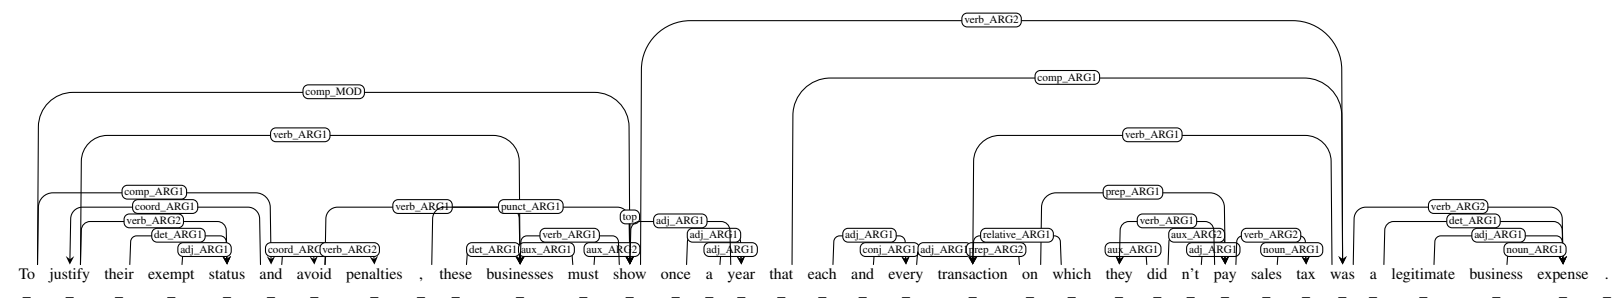 verb_ARG2
comp_ARG1
comp_MOD
verb_ARG1 verb_ARG1
comp_ARG1 prep_ARG1
coord_ARG1 verb_ARG1 punct_ARG1 verb_ARG2
top
verb_ARG2 adj_ARG1 verb_ARG1 det_ARG1
det_ARG1 verb_ARG1 adj_ARG1 adj_ARG1 relative_ARG1 aux_ARG2 verb_ARG2 adj_ARG1
adj_ARG1 coord_ARG verb_ARG2 det_ARG1 aux_ARG1 aux_ARG2 adj_ARG1 conj_ARG1 adj_ARG1 prep_ARG2 aux_ARG1 adj_ARG1 noun_ARG1 noun_ARG1
To justify their exempt status and avoid penalties , these businesses must show once a year that each and every transaction on which they did n't pay sales tax was a legitimate business expense .
_ _ _ _ _ _ _ _ _ _ _ _ _ _ _ _ _ _ _ _ _ _ _ _ _ _ _ _ _ _ _ _ _ _ _